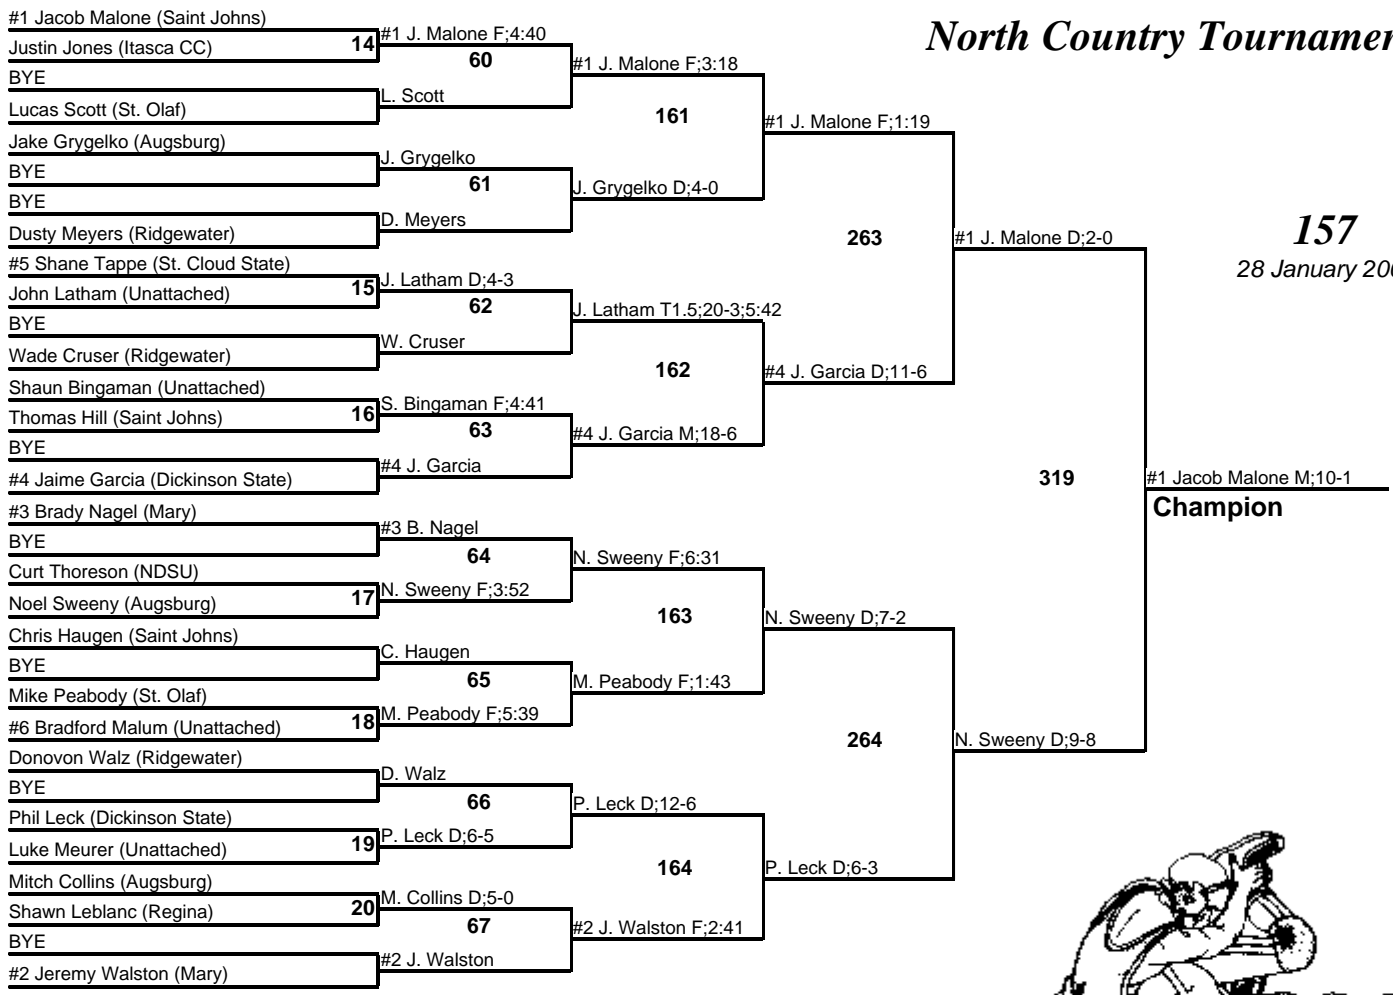 North Country Tournamen
157
28 January 200
#1 Jacob Malone (Saint Johns)
Justin Jones (Itasca CC)
BYE
Lucas Scott (St. Olaf)
Jake Grygelko (Augsburg)
BYE
BYE
Dusty Meyers (Ridgewater)
#5 Shane Tappe (St. Cloud State)
John Latham (Unattached)
BYE
Wade Cruser (Ridgewater)
Shaun Bingaman (Unattached)
Thomas Hill (Saint Johns)
BYE
#4 Jaime Garcia (Dickinson State)
#3 Brady Nagel (Mary)
BYE
Curt Thoreson (NDSU)
Noel Sweeny (Augsburg)
Chris Haugen (Saint Johns)
BYE
Mike Peabody (St. Olaf)
#6 Bradford Malum (Unattached)
Donovon Walz (Ridgewater)
BYE
Phil Leck (Dickinson State)
Luke Meurer (Unattached)
Mitch Collins (Augsburg)
Shawn Leblanc (Regina)
BYE
#2 Jeremy Walston (Mary)
14
15
16
17
18
19
20
#1 J. Malone F;4:40
60
L. Scott
J. Grygelko
61
D. Meyers
J. Latham D;4-3
62
W. Cruser
S. Bingaman F;4:41
63
#4 J. Garcia
#3 B. Nagel
64
N. Sweeny F;3:52
C. Haugen
65
M. Peabody F;5:39
D. Walz
66
P. Leck D;6-5
M. Collins D;5-0
67
#2 J. Walston
#1 J. Malone F;3:18
161
J. Grygelko D;4-0
J. Latham T1.5;20-3;5:42
162
#4 J. Garcia M;18-6
N. Sweeny F;6:31
163
M. Peabody F;1:43
P. Leck D;12-6
164
#2 J. Walston F;2:41
#1 J. Malone F;1:19
263
#4 J. Garcia D;11-6
N. Sweeny D;7-2
264
P. Leck D;6-3
#1 J. Malone D;2-0
319
N. Sweeny D;9-8
#1 Jacob Malone M;10-1
Champion